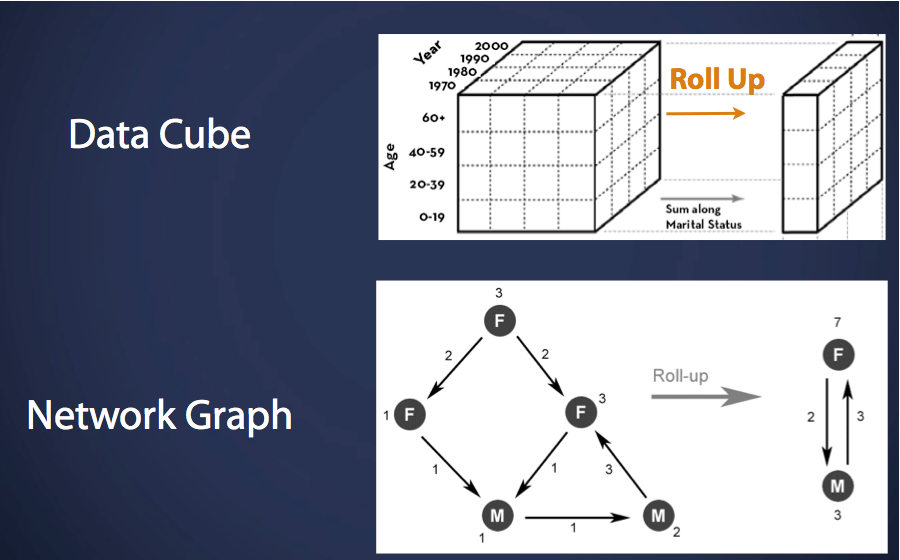 Data Cube
Year
2000
1990
1980
1970
Age
60+
40-59
20-39
0-19
Roll Up
Sum along
Marital Status
Network Graph
3
F
2
2
1 F
F 3
1
1
3
M
1
1
M
2
Roll-up
7
F
2
3
M
3